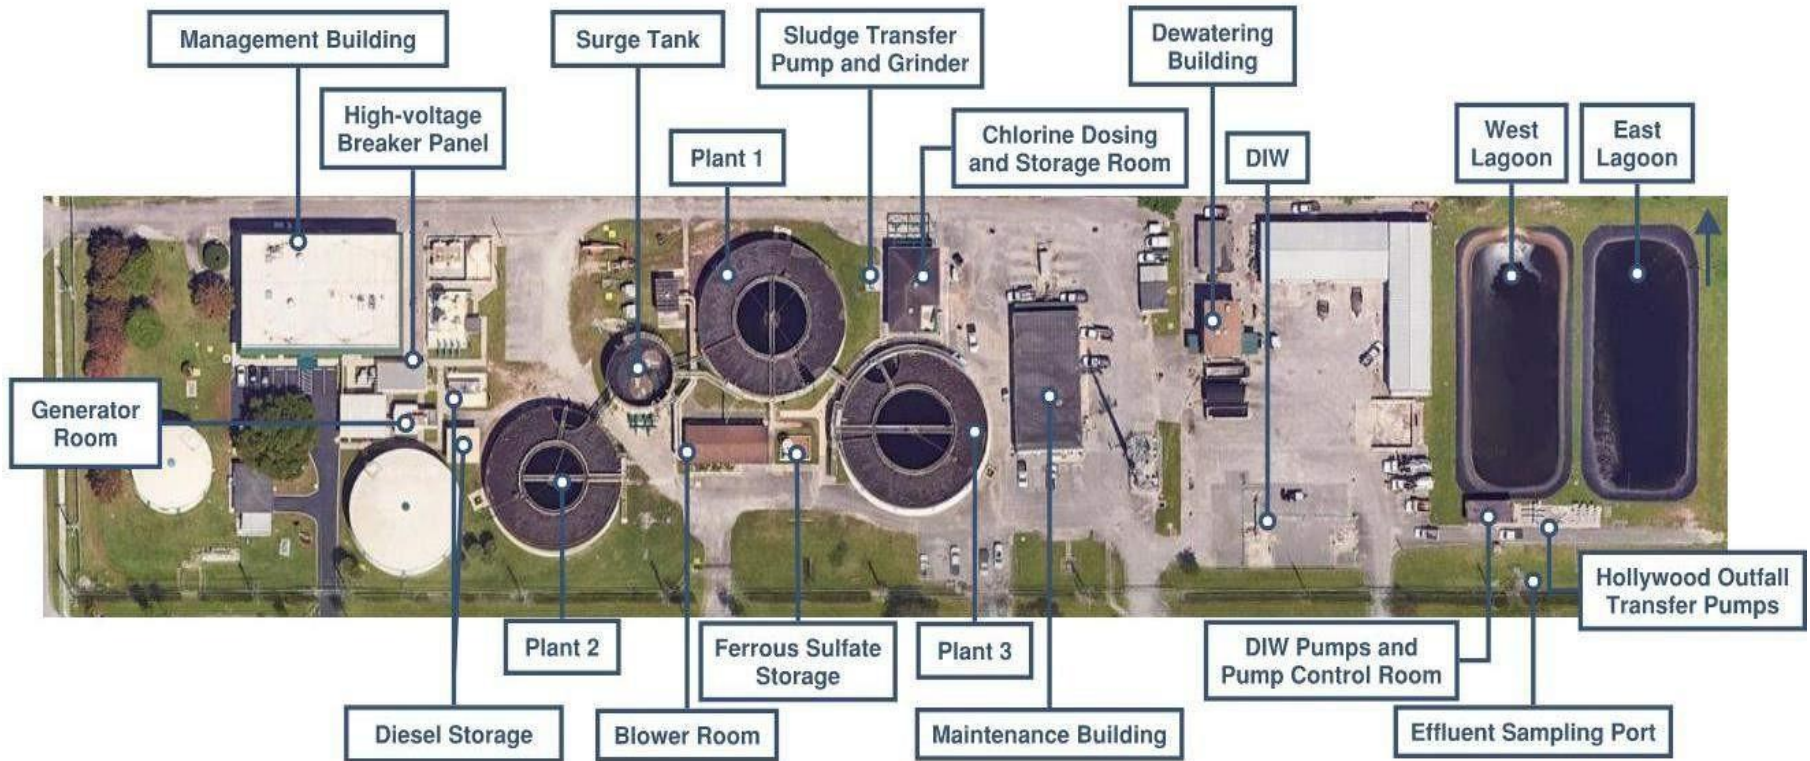 Management Building
Surge Tank
Sludge Transfer
Pump and Grinder
Dewatering
Building
High-voltage
Breaker Panel
Plant 1
Chlorine Dosing
and Storage Room
DIW
West
Lagoon
East
Lagoon
Generator
Room
Hollywood Outfall
Transfer Pumps
Plant 2
Ferrous Sulfate
Storage
Plant 3
DIW Pumps and
Pump Control Room
Diesel Storage
Blower Room
Maintenance Building
Effluent Sampling Port